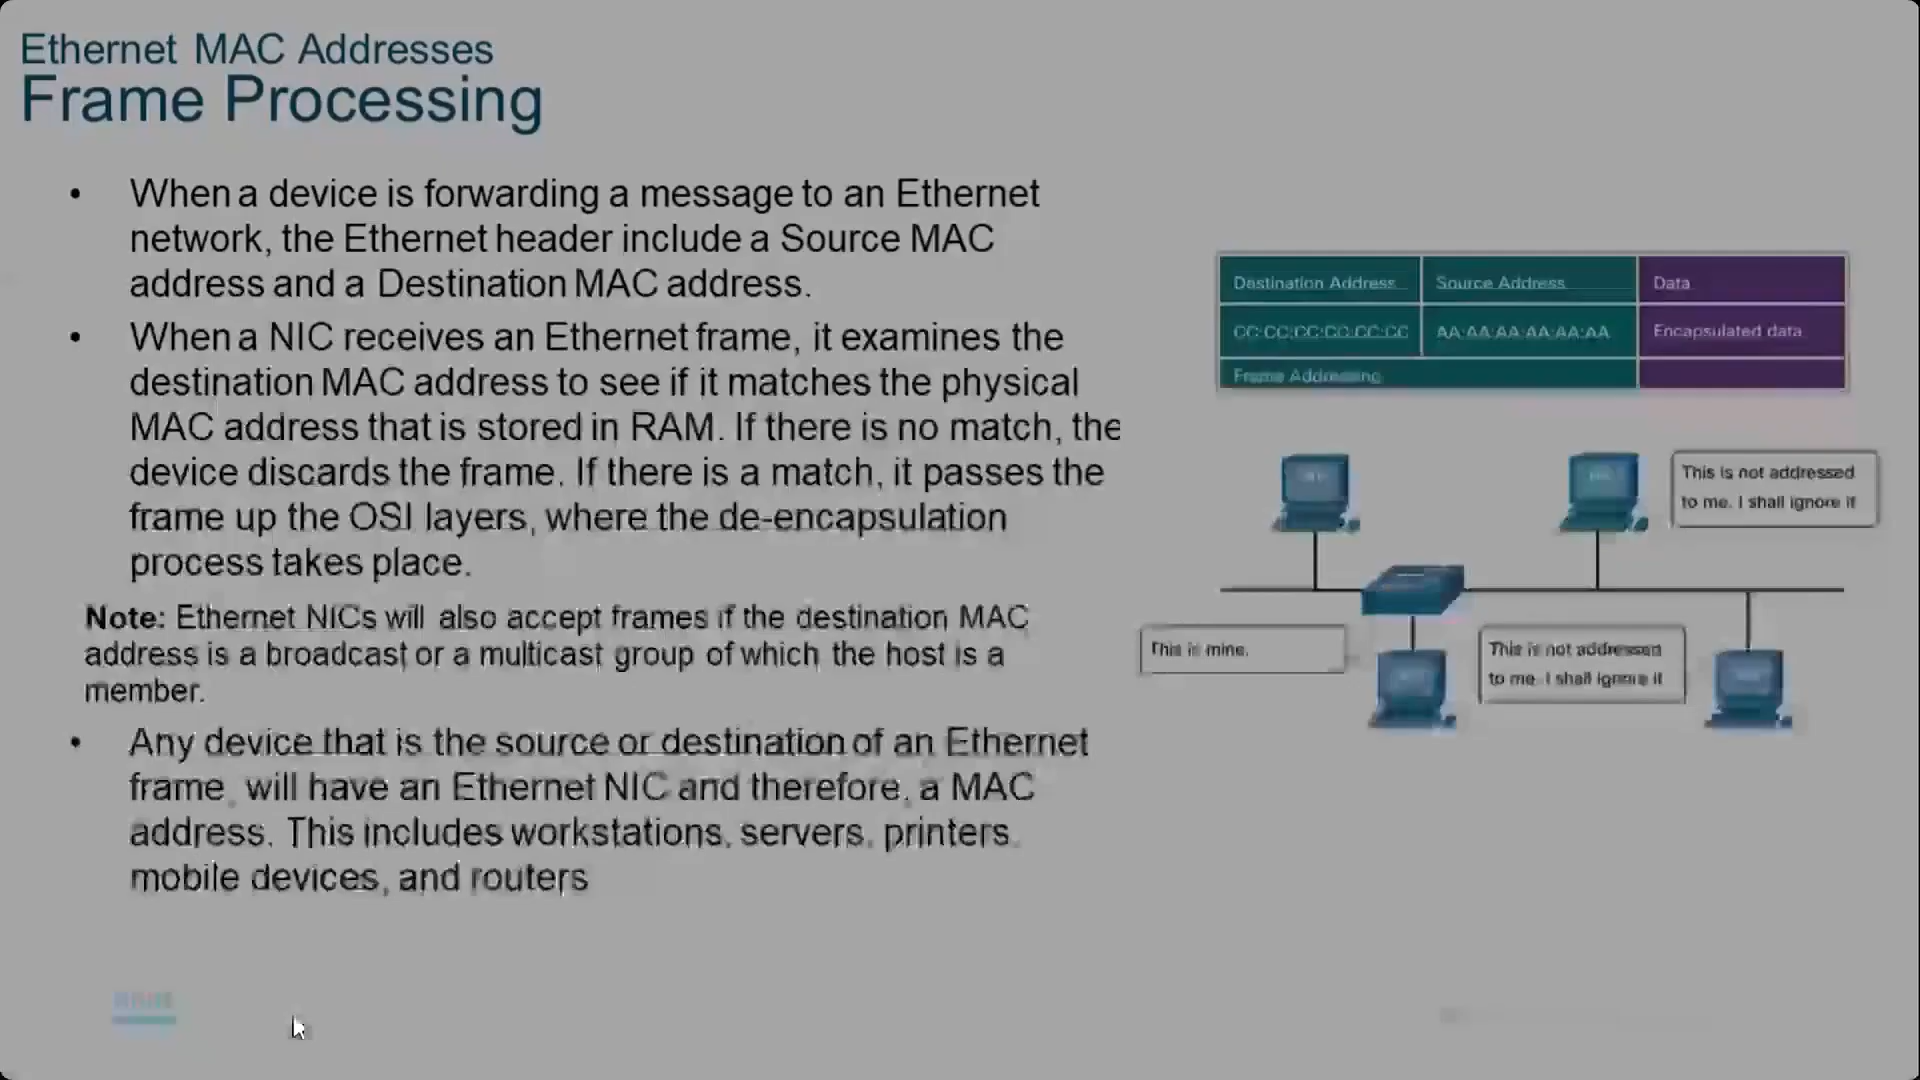 Ethernet MAC Addresses
Frame Processing
• When a device is forwarding a message to an Ethernet
network, the Ethernet header include a Source MAC
address and a Destination MAC address.
• When a NIC receives an Ethernet frame, it examines the
destination MAC address to see if it matches the physical
MAC address that is stored in RAM. If there is no match, the
device discards the frame. If there is a match, it passes the
frame up the OSI layers, where the de-encapsulation
process takes place.
Note: Ethernet NICs will also accept frames if the destination MAC
address is a broadcast or a multicast group of which the host is a
member.
• Any device that is the source or destination of an Ethernet
frame, will have an Ethernet NIC and therefore, a MAC
address. This includes workstations, servers, printers,
mobile devices, and routers
Destination Address Source Address Data
CC:CC:CC:CC:CC:CC AA:AA:AA:AA:AA:AA Encapsulated data
Frame Addressing
This is not addressed
to me. I shall ignore it
This is mine.
This is not addressed
to me. I shall ignore it